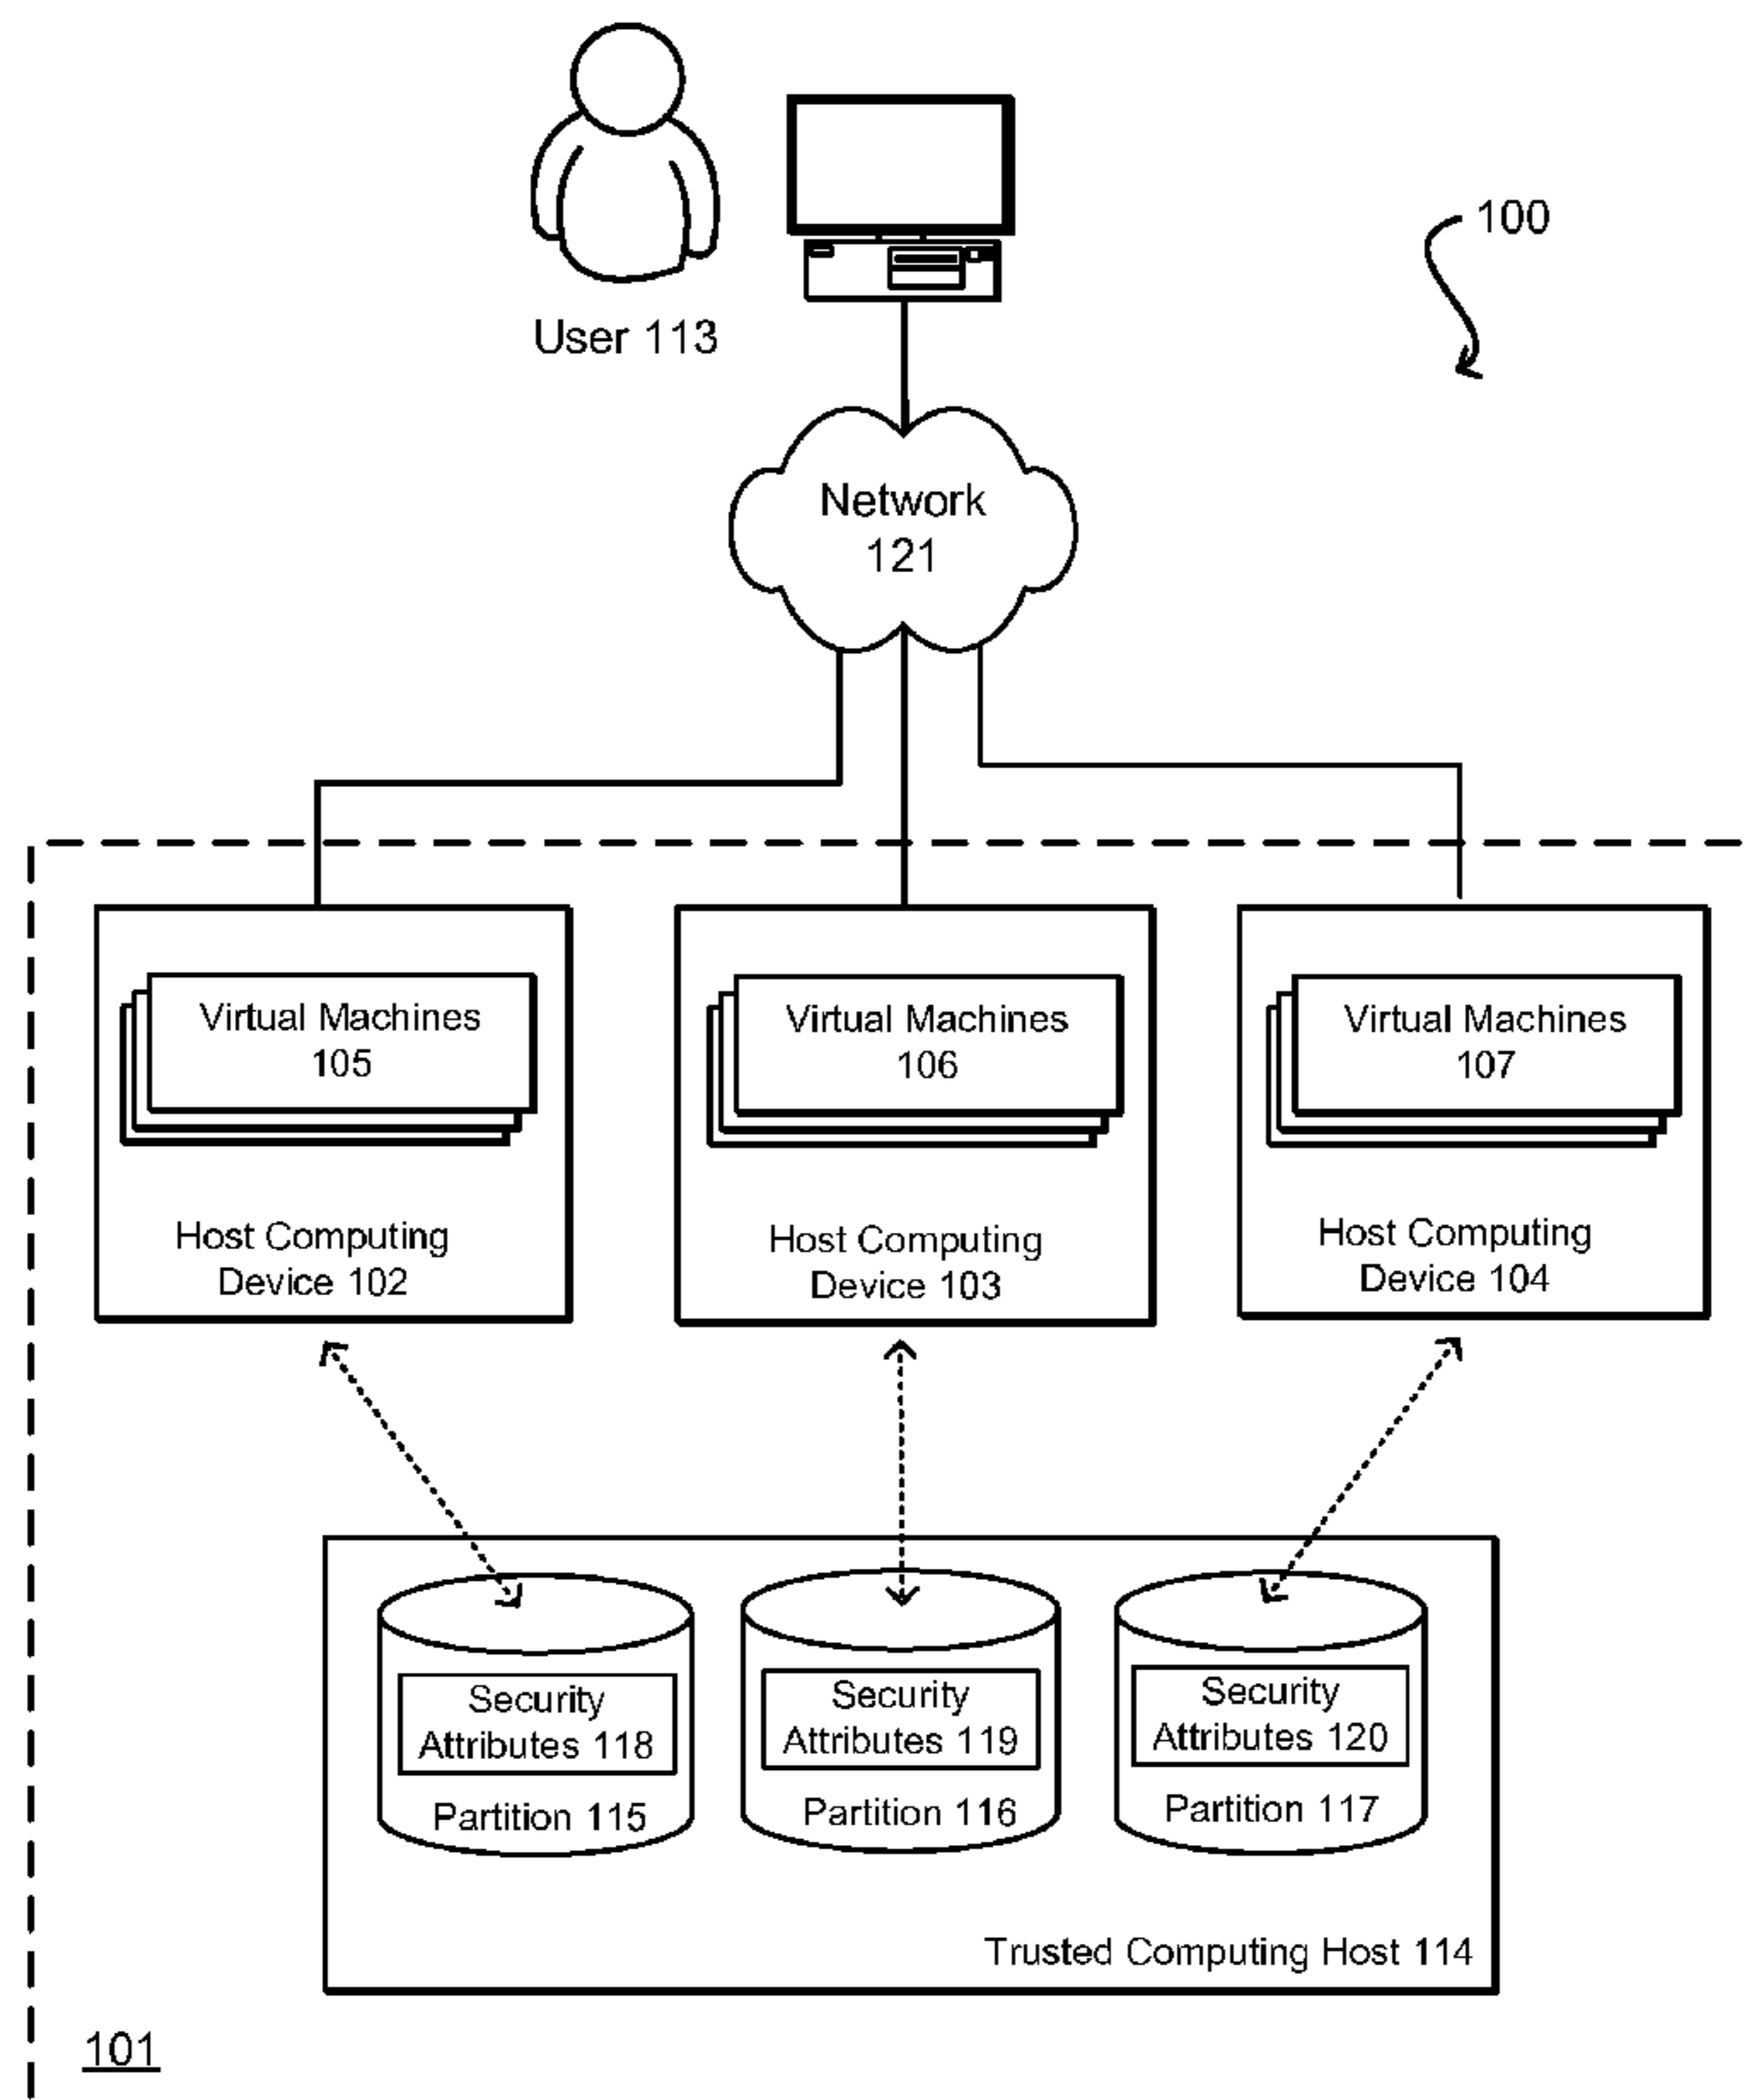 100
User 113
Network
121
Virtual Machines
105
Host Computing
Device 102
Virtual Machines
106
Host Computing
Device 103
Virtual Machines
107
Host Computing
Device 104
Security
Attributes 118
Partition 115
Security
Attributes 119
Partition 116
Security
Attributes 120
Partition 117
Trusted Computing Host 114
101